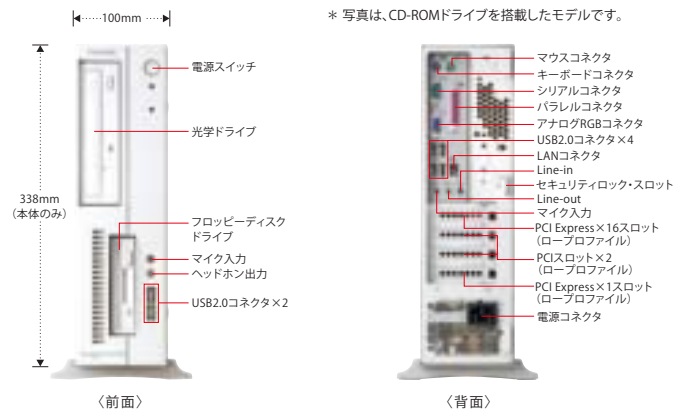 100mm
＊ 写真は、CD-ROMドライブを搭載したモデルです。
電源スイッチ
光学ドライブ
338mm
（本体のみ）
フロッピーディスク
ドライブ
マイク入力
ヘッドホン出力
USB2.0コネクタ×2
〈前面〉
マウスコネクタ
キーボードコネクタ
シリアルコネクタ
パラレルコネクタ
アナログRGBコネクタ
USB2.0コネクタ×4
LANコネクタ
Line-in
セキュリティロック・スロット
Line-out
マイク入力
PCI Express×16スロット
（ロープロファイル）
PCIスロット×2
（ロープロファイル）
PCI Express×1スロット
（ロープロファイル）
電源コネクタ
〈背面〉